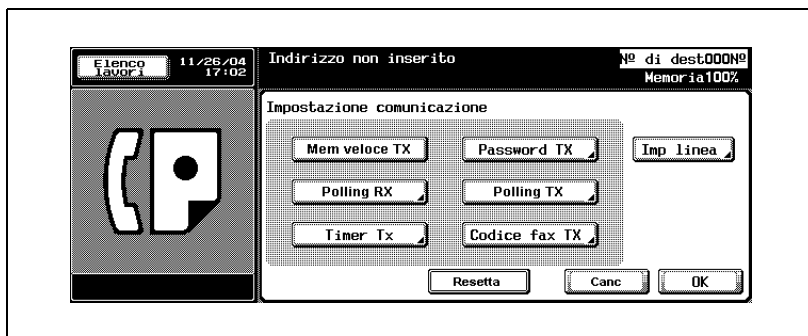 Elenco lavori
11/26/04
17:02
Indirizzo non inserito
Nº di dest000Nº
Memoria100%
Impostazione comunicazione
Mem veloce TX
Password TX
Imp linea
Polling RX
Polling TX
Timer Tx
Codice fax TX
Resetta
Canc
OK